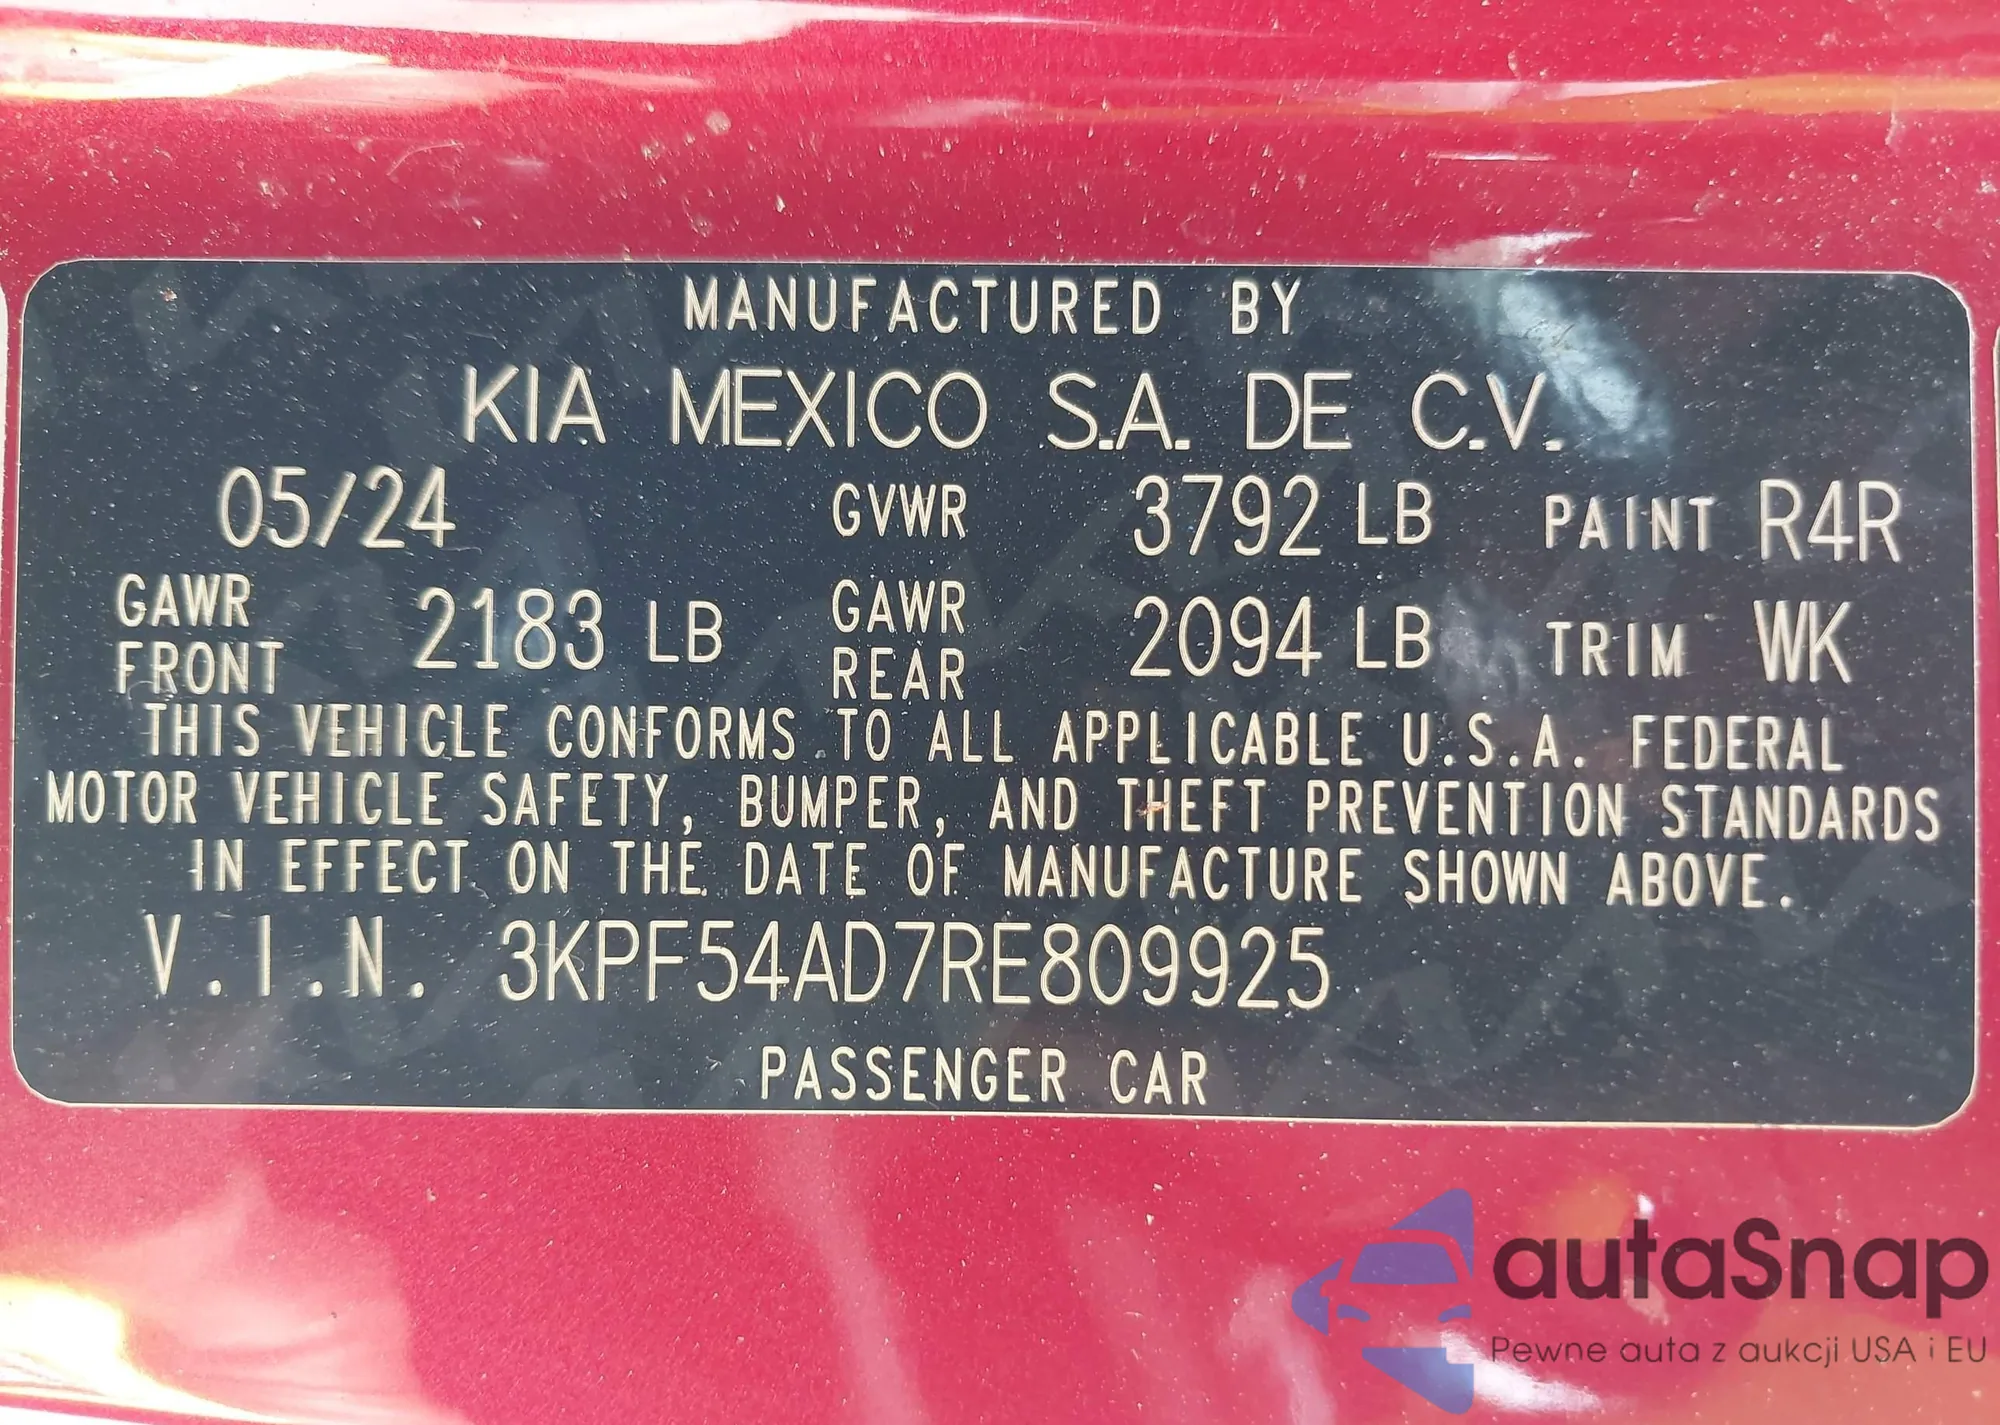 MANUFACTURED BY
KIA MEXICO S.A. DE C.V.
05/24 GVWR 3792 LB PAINT R4R
GAWR FRONT 2183 LB GAWR REAR 2094 LB TRIM WK
THIS VEHICLE CONFORMS TO ALL APPLICABLE U.S.A. FEDERAL
MOTOR VEHICLE SAFETY, BUMPER, AND THEFT PREVENTION STANDARDS
IN EFFECT ON THE DATE OF MANUFACTURE SHOWN ABOVE.
V.I.N. 3KPF54AD7RE809925
PASSENGER CAR
autaSnap
Pewne auta z aukcji USA i EU